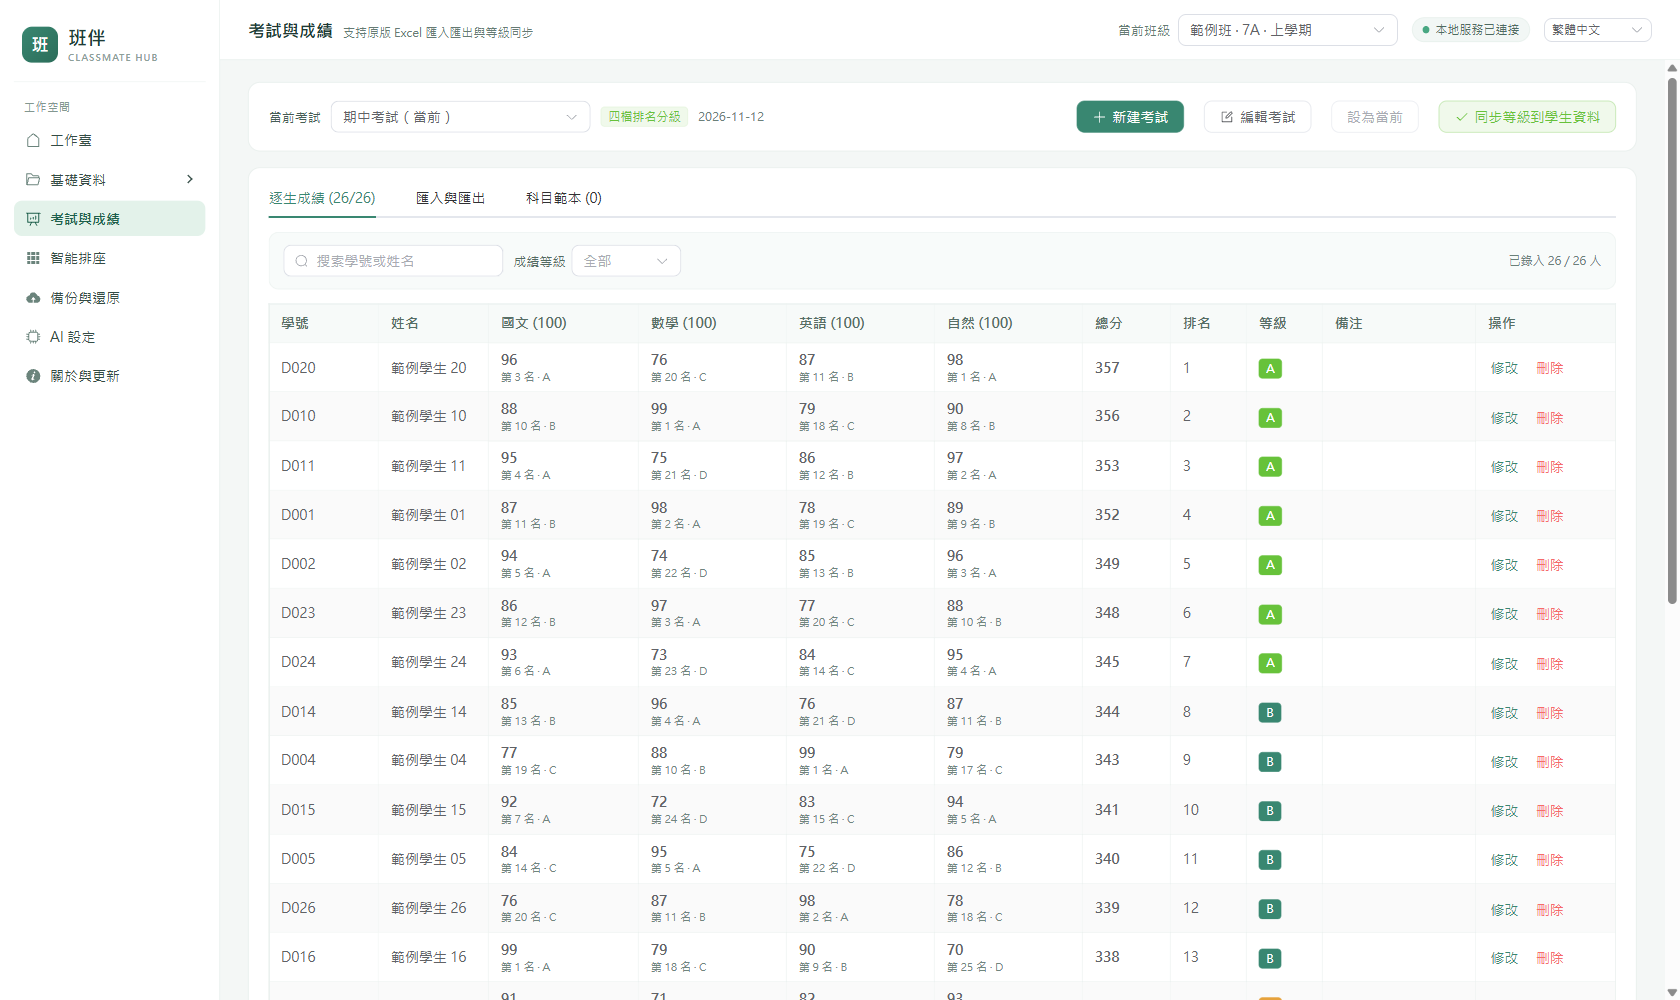 班
班伴
CLASSMATE HUB
工作空間
工作臺
基礎資料
考試與成績
智能排座
備份與還原
AI 設定
關於與更新
考試與成績 支持原版 Excel 匯入匯出與等級同步
當前班級 範例班 · 7A · 上學期 本地服務已連接 繁體中文
當前考試 期中考試 ( 當前 ) 四檔排名分級 2026-11-12 新建考試 編輯考試 設為當前 同步等級到學生資料
逐生成績 (26/26) 匯入與匯出 科目範本 (0)
搜索學號或姓名 成績等級 全部 已錄入 26 / 26 人
學號 姓名 國文 (100) 數學 (100) 英語 (100) 自然 (100) 總分 排名 等級 備注 操作
D020 範例學生 20 96 76 87 98 357 1 A 修改 刪除
第 3 名 · A 第 20 名 · C 第 11 名 · B 第 1 名 · A
D010 範例學生 10 88 99 79 90 356 2 A 修改 刪除
第 10 名 · B 第 1 名 · A 第 18 名 · C 第 8 名 · B
D011 範例學生 11 95 75 86 97 353 3 A 修改 刪除
第 4 名 · A 第 21 名 · D 第 12 名 · B 第 2 名 · A
D001 範例學生 01 87 98 78 89 352 4 A 修改 刪除
第 11 名 · B 第 2 名 · A 第 19 名 · C 第 9 名 · B
D002 範例學生 02 94 74 85 96 349 5 A 修改 刪除
第 5 名 · A 第 22 名 · D 第 13 名 · B 第 3 名 · A
D023 範例學生 23 86 97 77 88 348 6 A 修改 刪除
第 12 名 · B 第 3 名 · A 第 20 名 · C 第 10 名 · B
D024 範例學生 24 93 73 84 95 345 7 A 修改 刪除
第 6 名 · A 第 23 名 · D 第 14 名 · C 第 4 名 · A
D014 範例學生 14 85 96 76 87 344 8 B 修改 刪除
第 13 名 · B 第 4 名 · A 第 21 名 · D 第 11 名 · B
D004 範例學生 04 77 88 99 79 343 9 B 修改 刪除
第 19 名 · C 第 10 名 · B 第 1 名 · A 第 17 名 · C
D015 範例學生 15 92 72 83 94 341 10 B 修改 刪除
第 7 名 · A 第 24 名 · D 第 15 名 · C 第 5 名 · A
D005 範例學生 05 84 95 75 86 340 11 B 修改 刪除
第 14 名 · C 第 5 名 · A 第 22 名 · D 第 12 名 · B
D026 範例學生 26 76 87 98 78 339 12 B 修改 刪除
第 20 名 · C 第 11 名 · B 第 2 名 · A 第 18 名 · C
D016 範例學生 16 99 79 90 70 338 13 B 修改 刪除
第 1 名 · A 第 18 名 · C 第 9 名 · B 第 25 名 · D
91 71 82 93